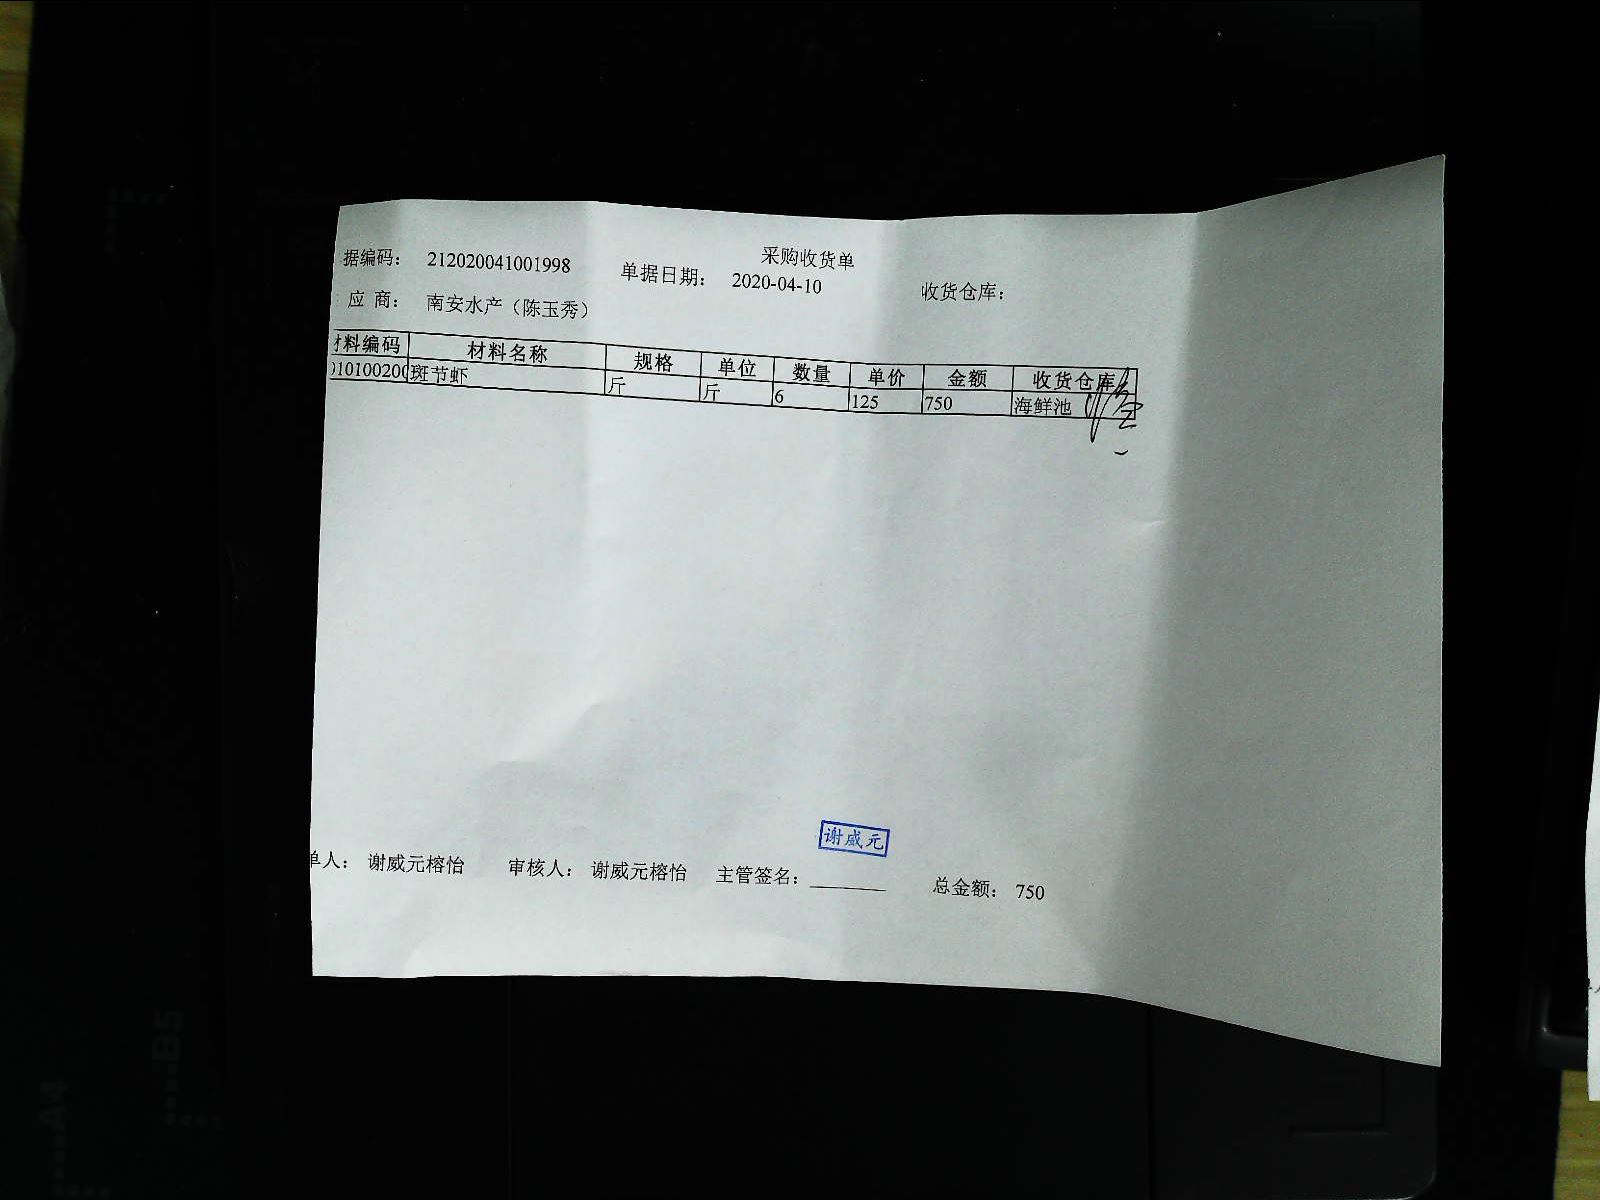 采购收货单
据编码： 212020041001998 单据日期： 2020-04-10 收货仓库：
应 商： 南安水产（陈玉秀）
材料编码 材料名称 规格 单位 数量 单价 金额 收货仓库
10100200 斑节虾 斤 斤 6 125 750 海鲜池
谢威元
单人： 谢威元榕怡 审核人： 谢威元榕怡 主管签名：________ 总金额： 750